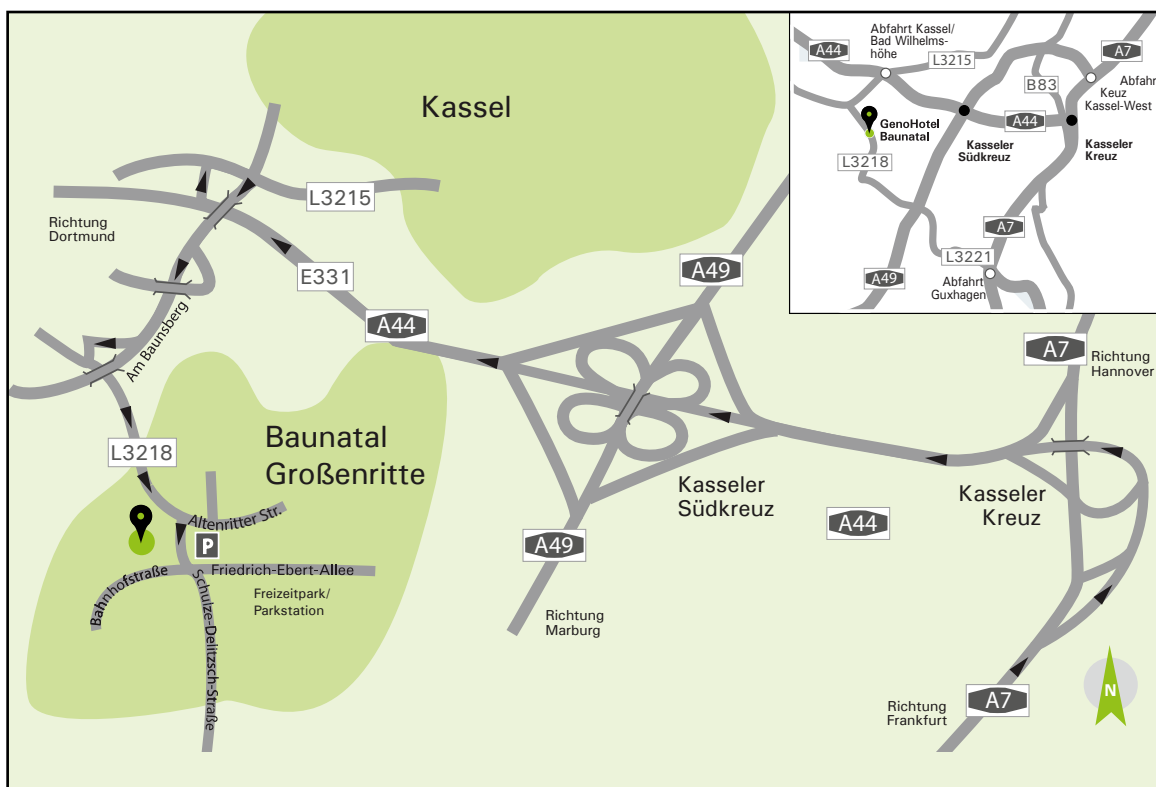 Kassel
L3215
Richtung
Dortmund
E331
A44
A49
Am Baunsberg
L3218
Baunatal
Großenritte
Altenritter Str.
P
Bahnhofstraße
Friedrich-Ebert-Allee
Freizeitpark/
Parkstation
Schulze-Delitzsch-Straße
A49
Richtung
Marburg
Kasseler
Südkreuz
A44
Kasseler
Kreuz
A7
Richtung
Hannover
A7
Richtung
Frankfurt
N
Abfahrt Kassel/
Bad Wilhelms-
höhe
A44
L3215
A7
B83
Abfahr
Keuz
Kassel-West
GenoHotel
Baunatal
A44
L3218
Kasseler
Südkreuz
Kasseler
Kreuz
A7
L3221
A49
Abfahrt
Guxhagen